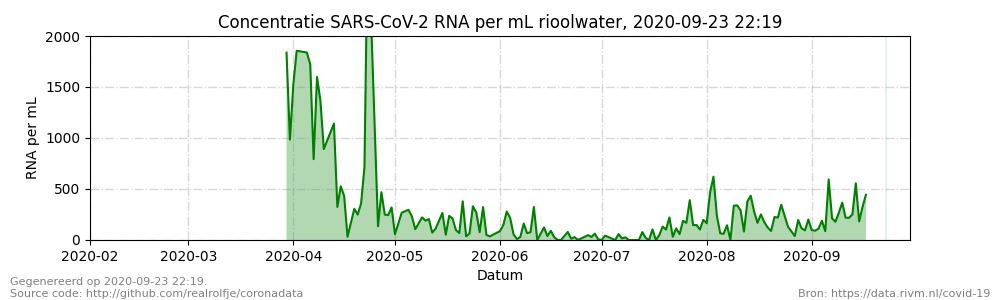 Concentratie SARS-CoV-2 RNA per mL rioolwater, 2020-09-23 22:19
2000
1500
1000
500
0
RNA per mL
2020-02 2020-03 2020-04 2020-05 2020-06 2020-07 2020-08 2020-09
Datum
Gegenereerd op 2020-09-23 22:19.
Source code: http://github.com/realrolfje/coronadata
Bron: https://data.rivm.nl/covid-19